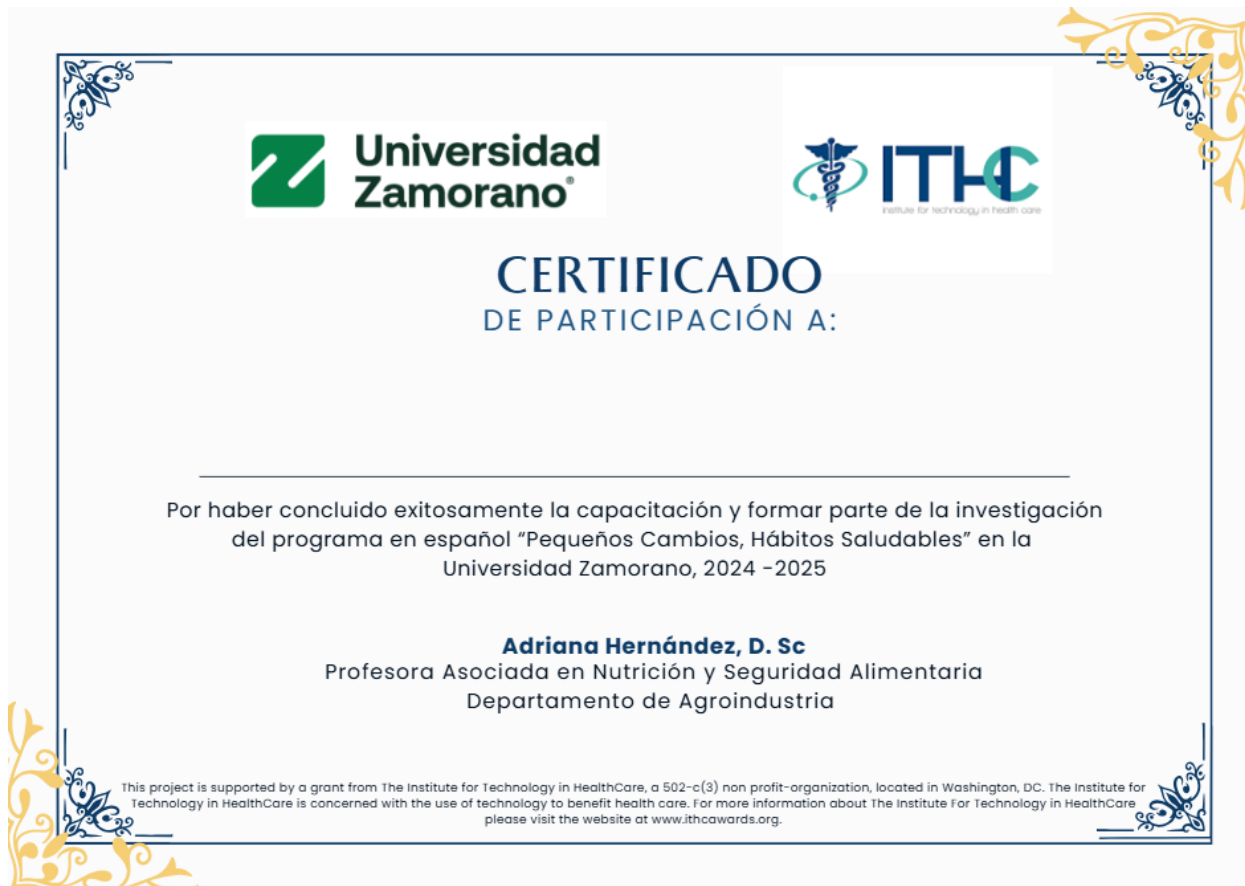 Universidad
Zamorano®
ITHC
institute for technology in health care
CERTIFICADO
DE PARTICIPACIÓN A:
Por haber concluido exitosamente la capacitación y formar parte de la investigación
del programa en español “Pequeños Cambios, Hábitos Saludables” en la
Universidad Zamorano, 2024 -2025
Adriana Hernández, D. Sc
Profesora Asociada en Nutrición y Seguridad Alimentaria
Departamento de Agroindustria
This project is supported by a grant from The Institute for Technology in HealthCare, a 502-c(3) non profit-organization, located in Washington, DC. The Institute for
Technology in HealthCare is concerned with the use of technology to benefit health care. For more information about The Institute For Technology in HealthCare
please visit the website at www.ithcawards.org.